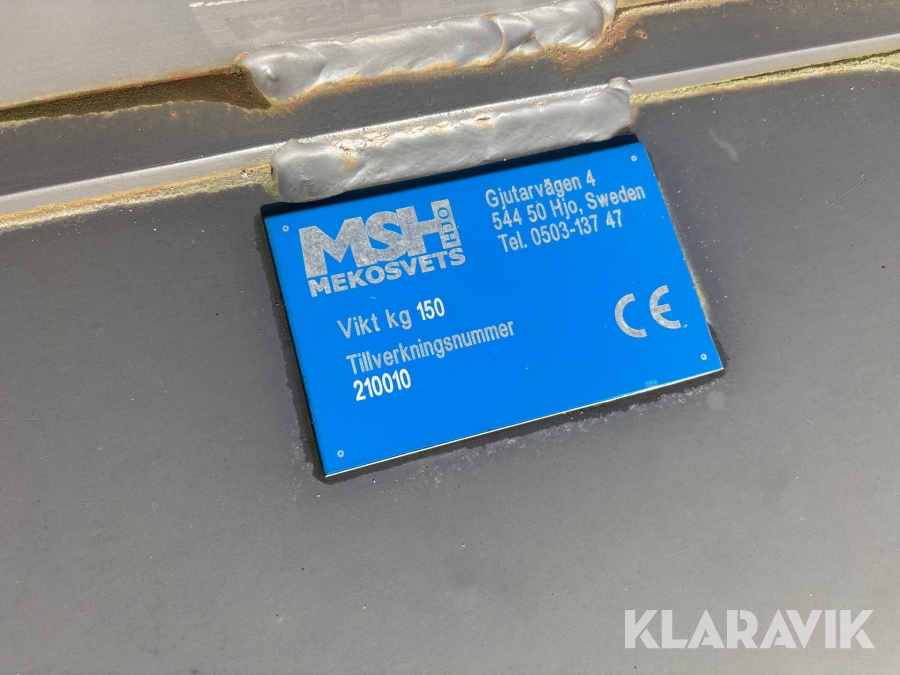 MSH HJO
MEKOSVETS
Gjutarvägen 4
544 50 Hjo, Sweden
Tel. 0503-137 47
Vikt kg 150
Tillverkningsnummer
210010
CE
KLARAVIK